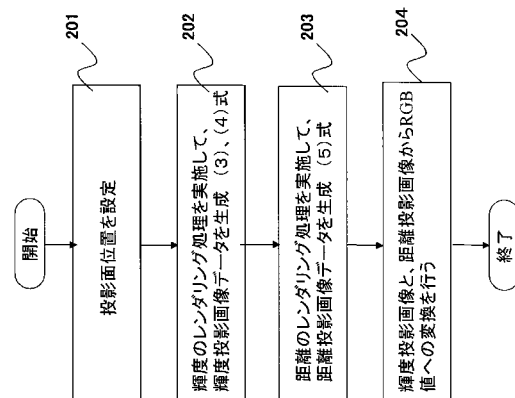 開始
201
投影面位置を設定
202
輝度のレンダリング処理を実施して、
輝度投影画像データを生成 (3)、(4)式
203
距離のレンダリング処理を実施して、
距離投影画像データを生成 (5)式
204
輝度投影画像と、距離投影画像からRGB
値への変換を行う
終了